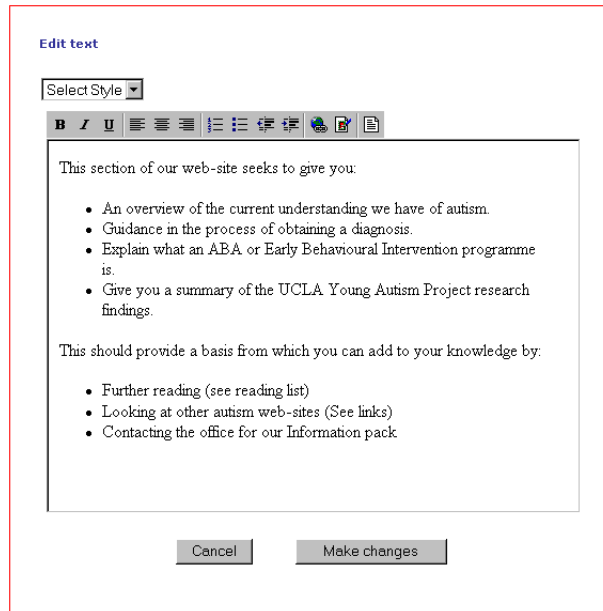 Edit text
Select Style
B I U
This section of our web-site seeks to give you:
• An overview of the current understanding we have of autism.
• Guidance in the process of obtaining a diagnosis.
• Explain what an ABA or Early Behavioural Intervention programme
is.
• Give you a summary of the UCLA Young Autism Project research
findings.
This should provide a basis from which you can add to your knowledge by:
• Further reading (see reading list)
• Looking at other autism web-sites (See links)
• Contacting the office for our Information pack
Cancel Make changes